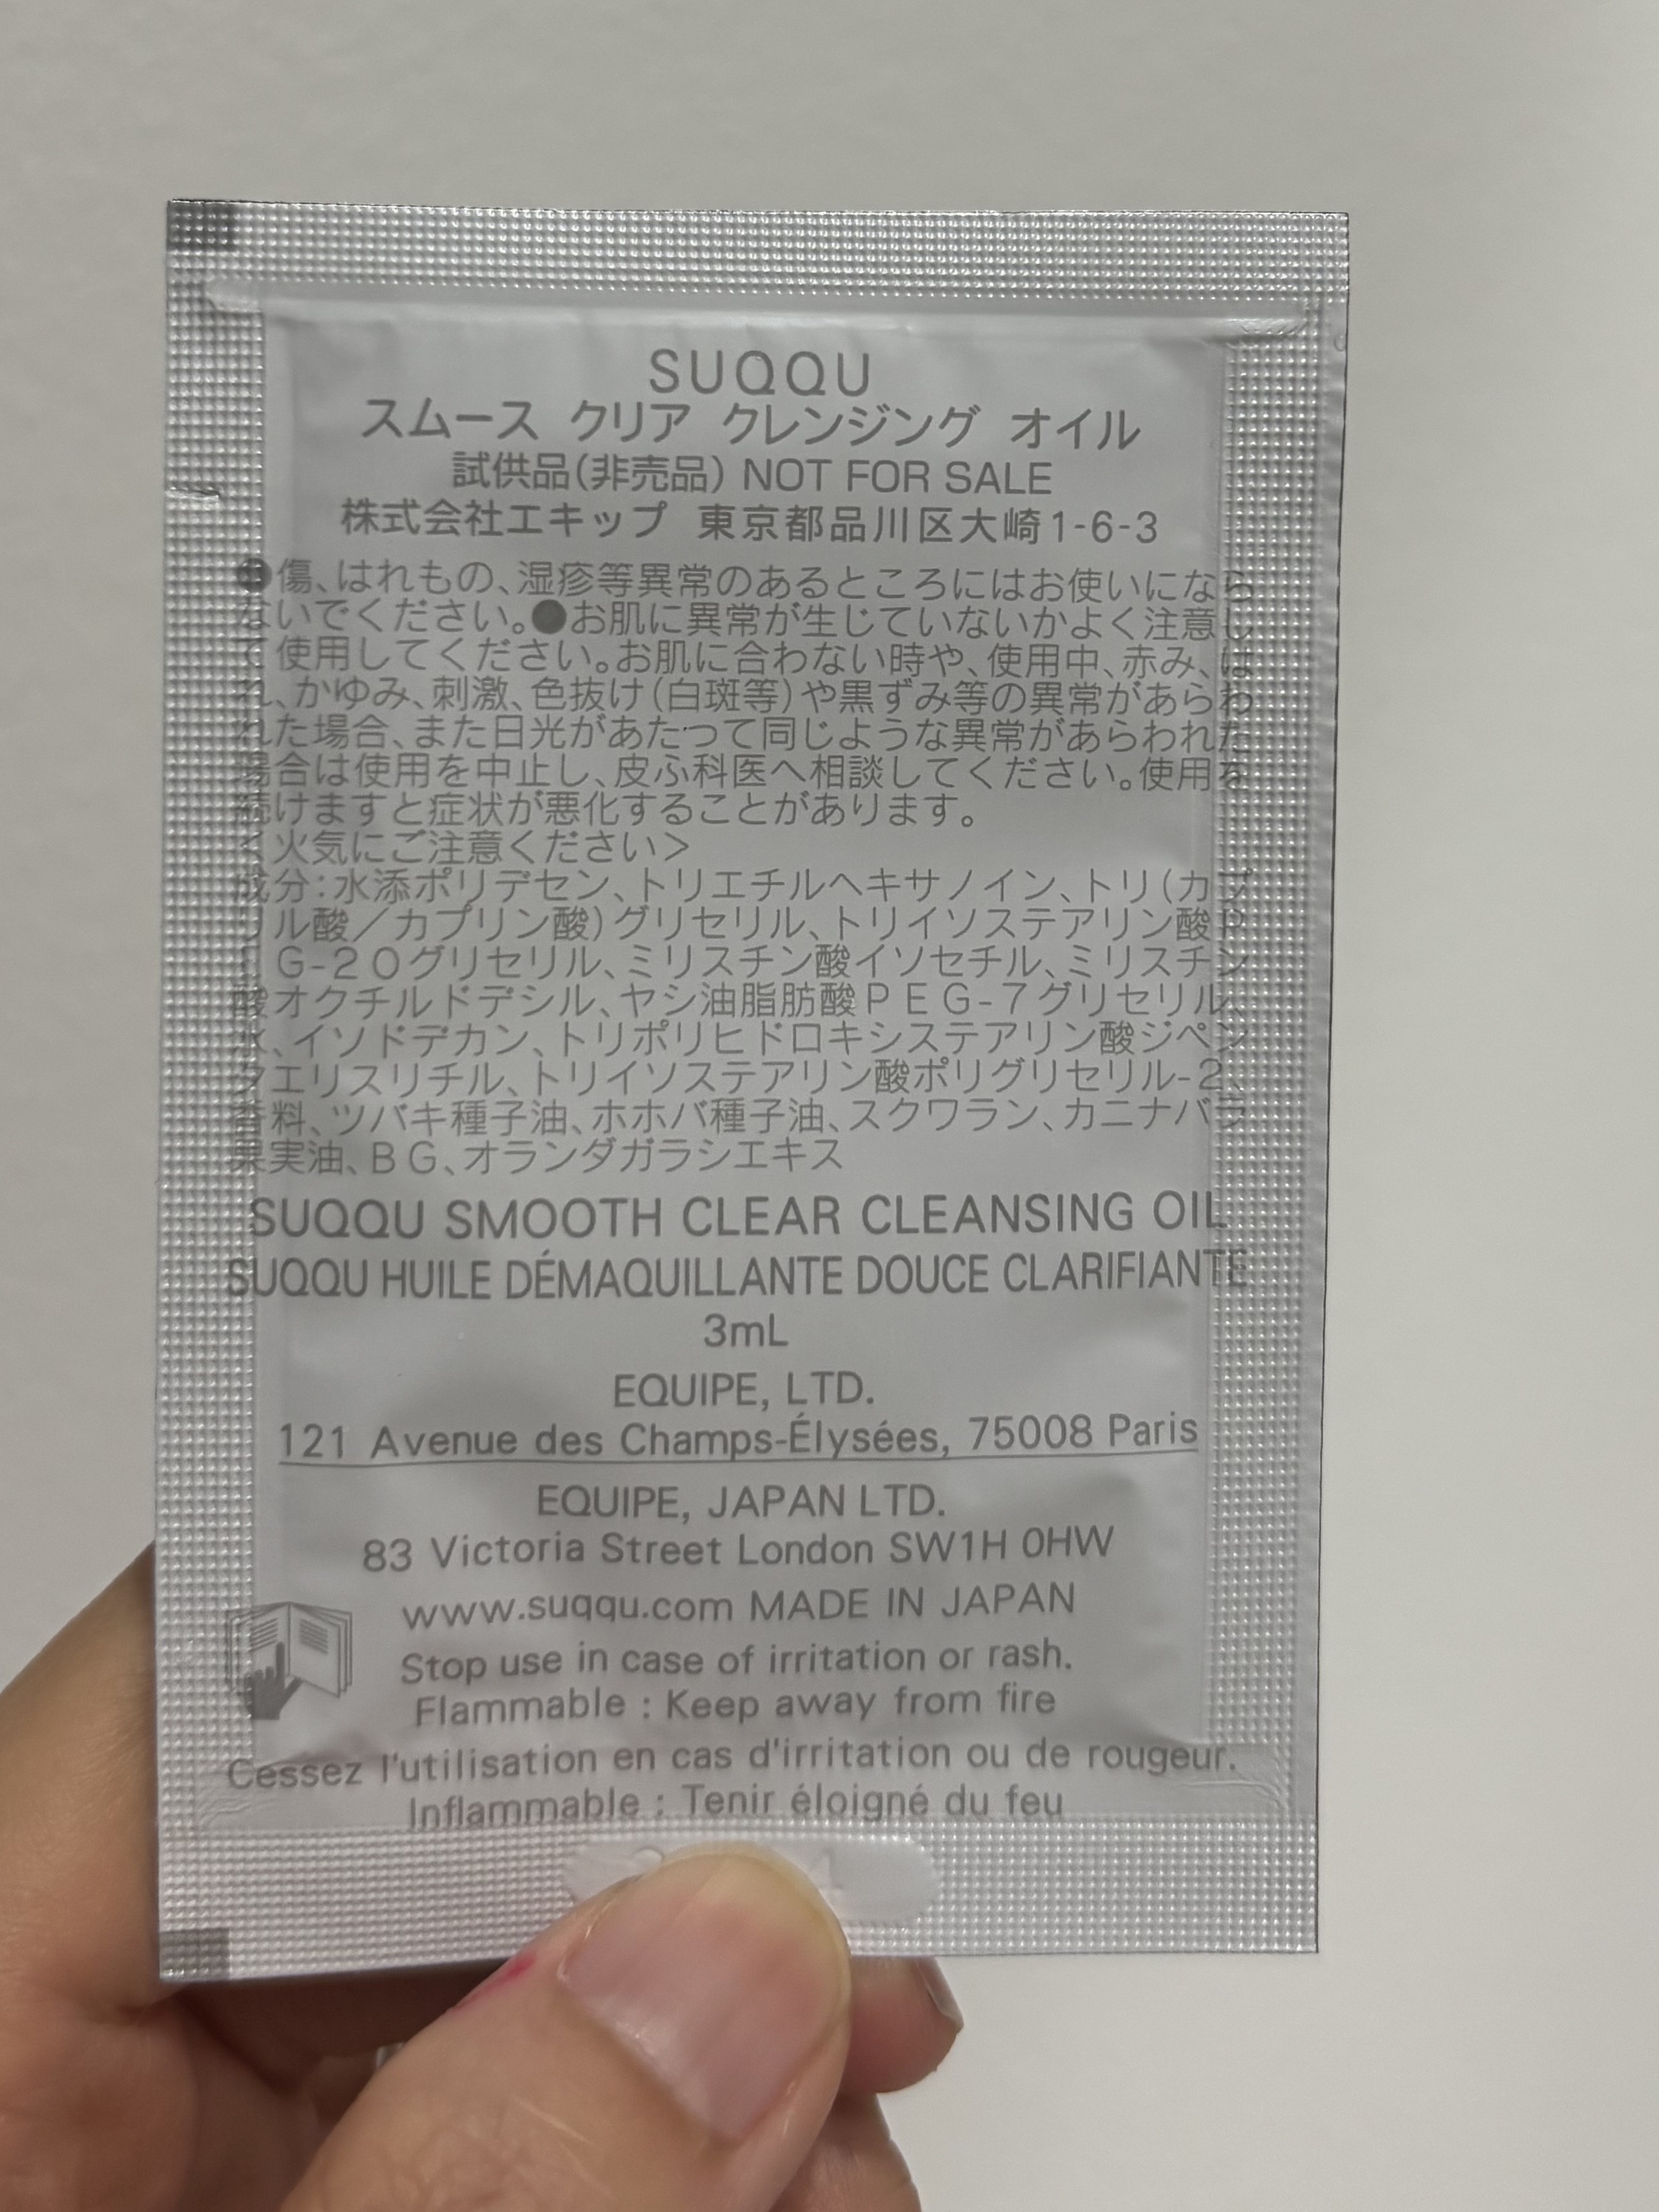 SUQQU
スムース クリア クレンジング オイル
試供品(非売品) NOT FOR SALE
株式会社エキップ 東京都品川区大崎1-6-3
●傷、はれもの、湿疹等異常のあるところにはお使いになら
ないでください。●お肌に異常が生じていないかよく注意し
て使用してください。お肌に合わない時や、使用中、赤み、は
れ、かゆみ、刺激、色抜け(白斑等)や黒ずみ等の異常があらわ
れた場合、また日光があたって同じような異常があらわれた
場合は使用を中止し、皮ふ科医へ相談してください。使用を
続けますと症状が悪化することがあります。
<火気にご注意ください>
成分:水添ポリデセン、トリエチルヘキサノイン、トリ(カプ
リル酸/カプリン酸)グリセリル、トリイソステアリン酸P
EG-20グリセリル、ミリスチン酸イソセチル、ミリスチン
酸オクチルドデシル、ヤシ油脂肪酸PEG-7グリセリル、
水、イソドデカン、トリポリヒドロキシステアリン酸ジペン
タエリスリチル、トリイソステアリン酸ポリグリセリル-2、
香料、ツバキ種子油、ホホバ種子油、スクワラン、カニナバラ
果実油、BG、オランダガラシエキス
SUQQU SMOOTH CLEAR CLEANSING OIL
SUQQU HUILE DÉMAQUILLANTE DOUCE CLARIFIANTE
3mL
EQUIPE, LTD.
121 Avenue des Champs-Élysées, 75008 Paris
EQUIPE, JAPAN LTD.
83 Victoria Street London SW1H 0HW
www.suqqu.com MADE IN JAPAN
Stop use in case of irritation or rash.
Flammable : Keep away from fire
Cessez l'utilisation en cas d'irritation ou de rougeur.
Inflammable : Tenir éloigné du feu